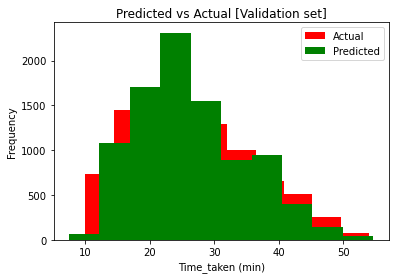 Predicted vs Actual [Validation set]
Actual
Predicted
Frequency
2000
1500
1000
500
0
10 20 30 40 50
Time_taken (min)